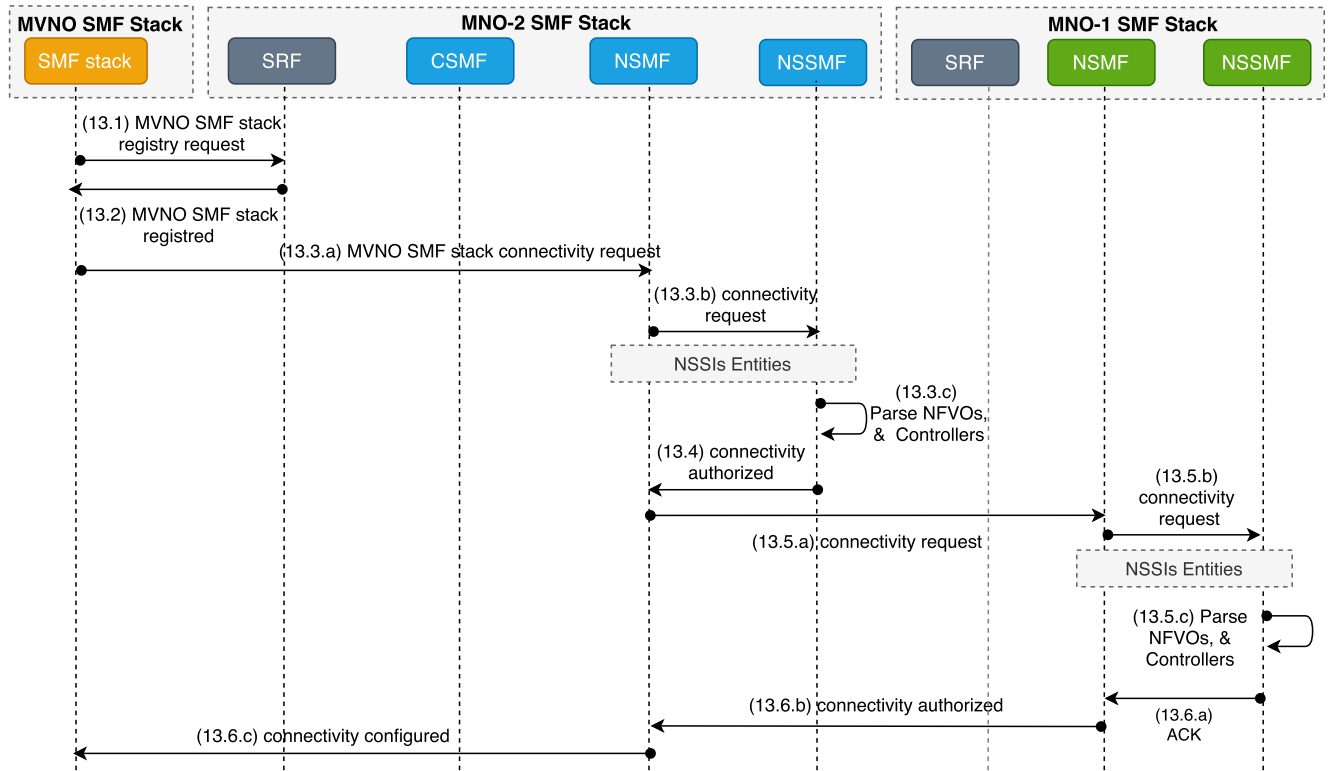 MVNO SMF Stack
MNO-2 SMF Stack
MNO-1 SMF Stack
SMF stack
SRF
CSMF
NSMF
NSSMF
SRF
NSMF
NSSMF
(13.1) MVNO SMF stack
registry request
(13.2) MVNO SMF stack
registred
(13.3.a) MVNO SMF stack connectivity request
(13.3.b) connectivity
request
NSSIs Entities
(13.3.c)
Parse NFVOs,
& Controllers
(13.4) connectivity
authorized
(13.5.a) connectivity request
(13.5.b)
connectivity
request
NSSIs Entities
(13.5.c) Parse
NFVOs, &
Controllers
(13.6.a)
ACK
(13.6.b) connectivity authorized
(13.6.c) connectivity configured